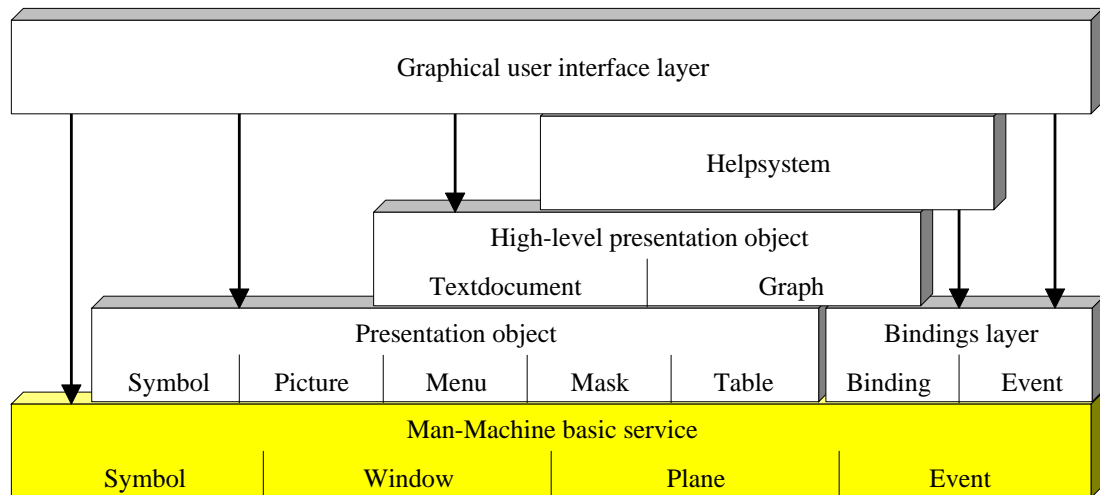 Graphical user interface layer
Helpsystem
High-level presentation object
Textdocument Graph
Presentation object Bindings layer
Symbol Picture Menu Mask Table Binding Event
Man-Machine basic service
Symbol Window Plane Event